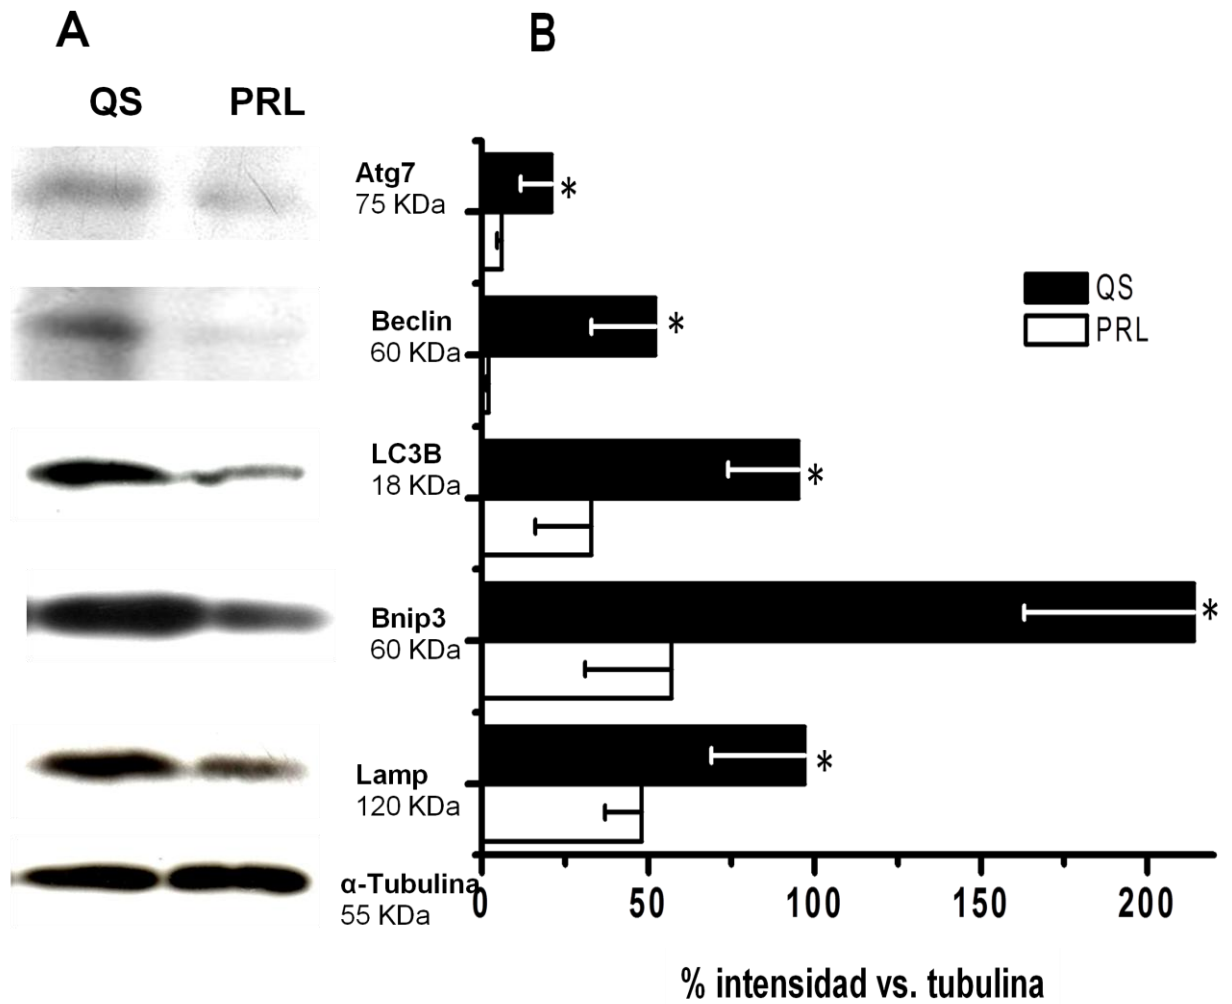 A
B
QS PRL
Atg7
75 KDa
Beclin
60 KDa
LC3B
18 KDa
Bnip3
60 KDa
Lamp
120 KDa
α-Tubulina
55 KDa
*
*
*
*
*
QS
PRL
0 50 100 150 200
% intensidad vs. tubulina